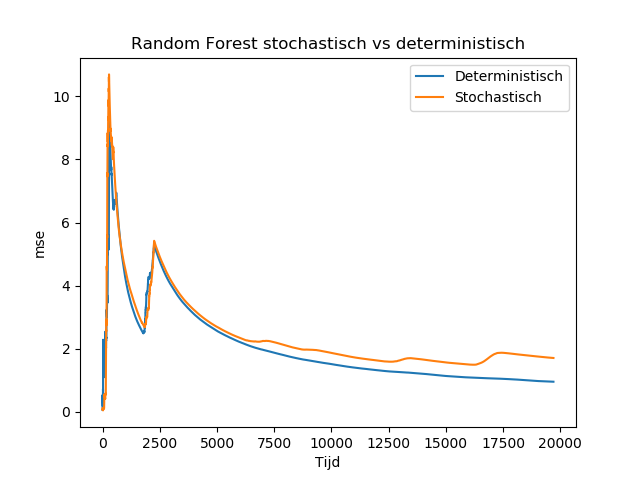 Random Forest stochastisch vs deterministisch
Deterministisch
Stochastisch
mse
10
8
6
4
2
0
0 2500 5000 7500 10000 12500 15000 17500 20000
Tijd